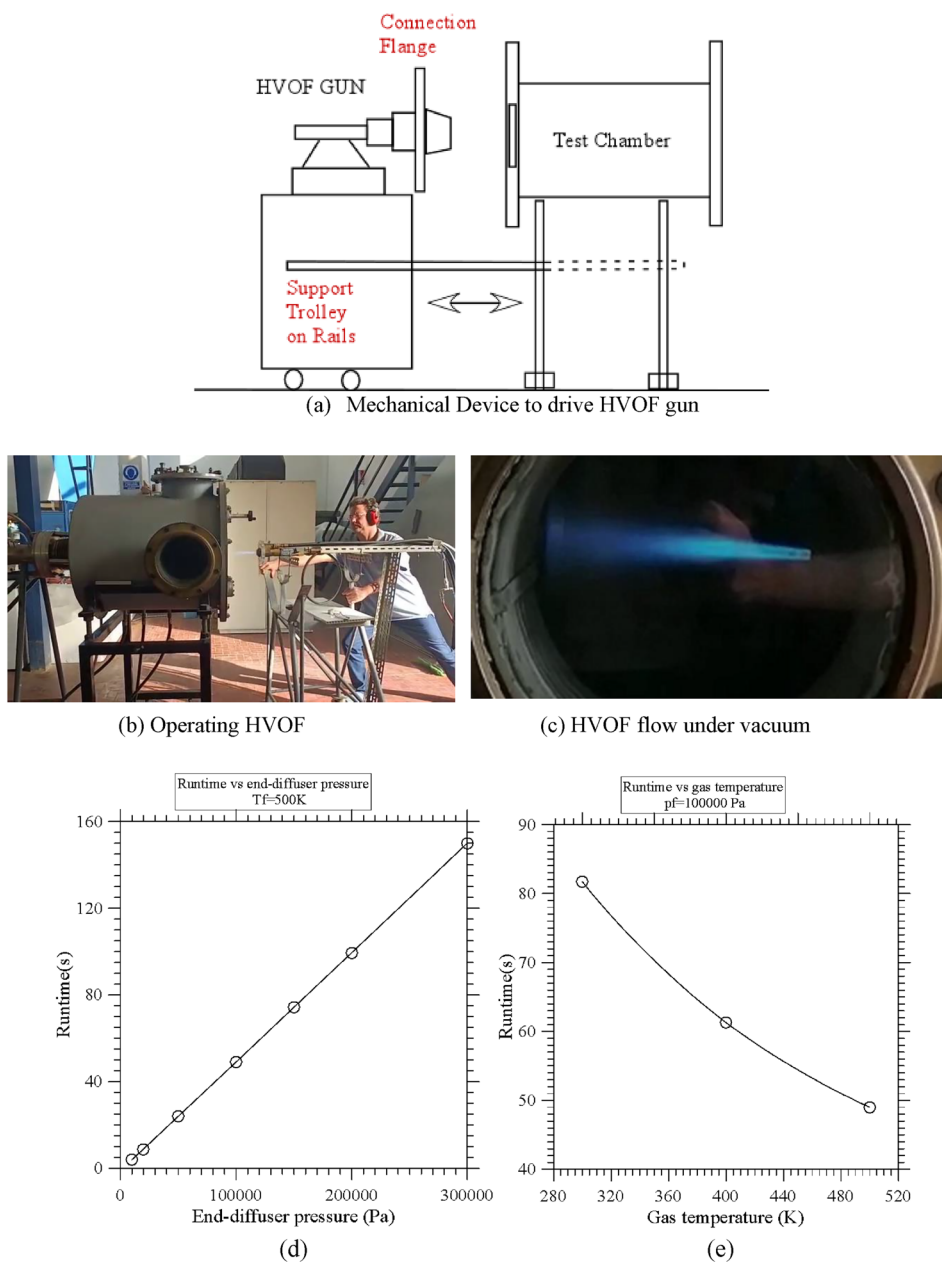 Connection
Flange
HVOF GUN
Test Chamber
Support
Trolley
on Rails
(a) Mechanical Device to drive HVOF gun
(b) Operating HVOF
(c) HVOF flow under vacuum
Runtime vs end-diffuser pressure
Tf=500K
160
120
80
40
0
Runtime(s)
0
100000
200000
300000
End-diffuser pressure (Pa)
(d)
Runtime vs gas temperature
pf=100000 Pa
90
80
70
60
50
40
Runtime(s)
280
320
360
400
440
480
520
Gas temperature (K)
(e)